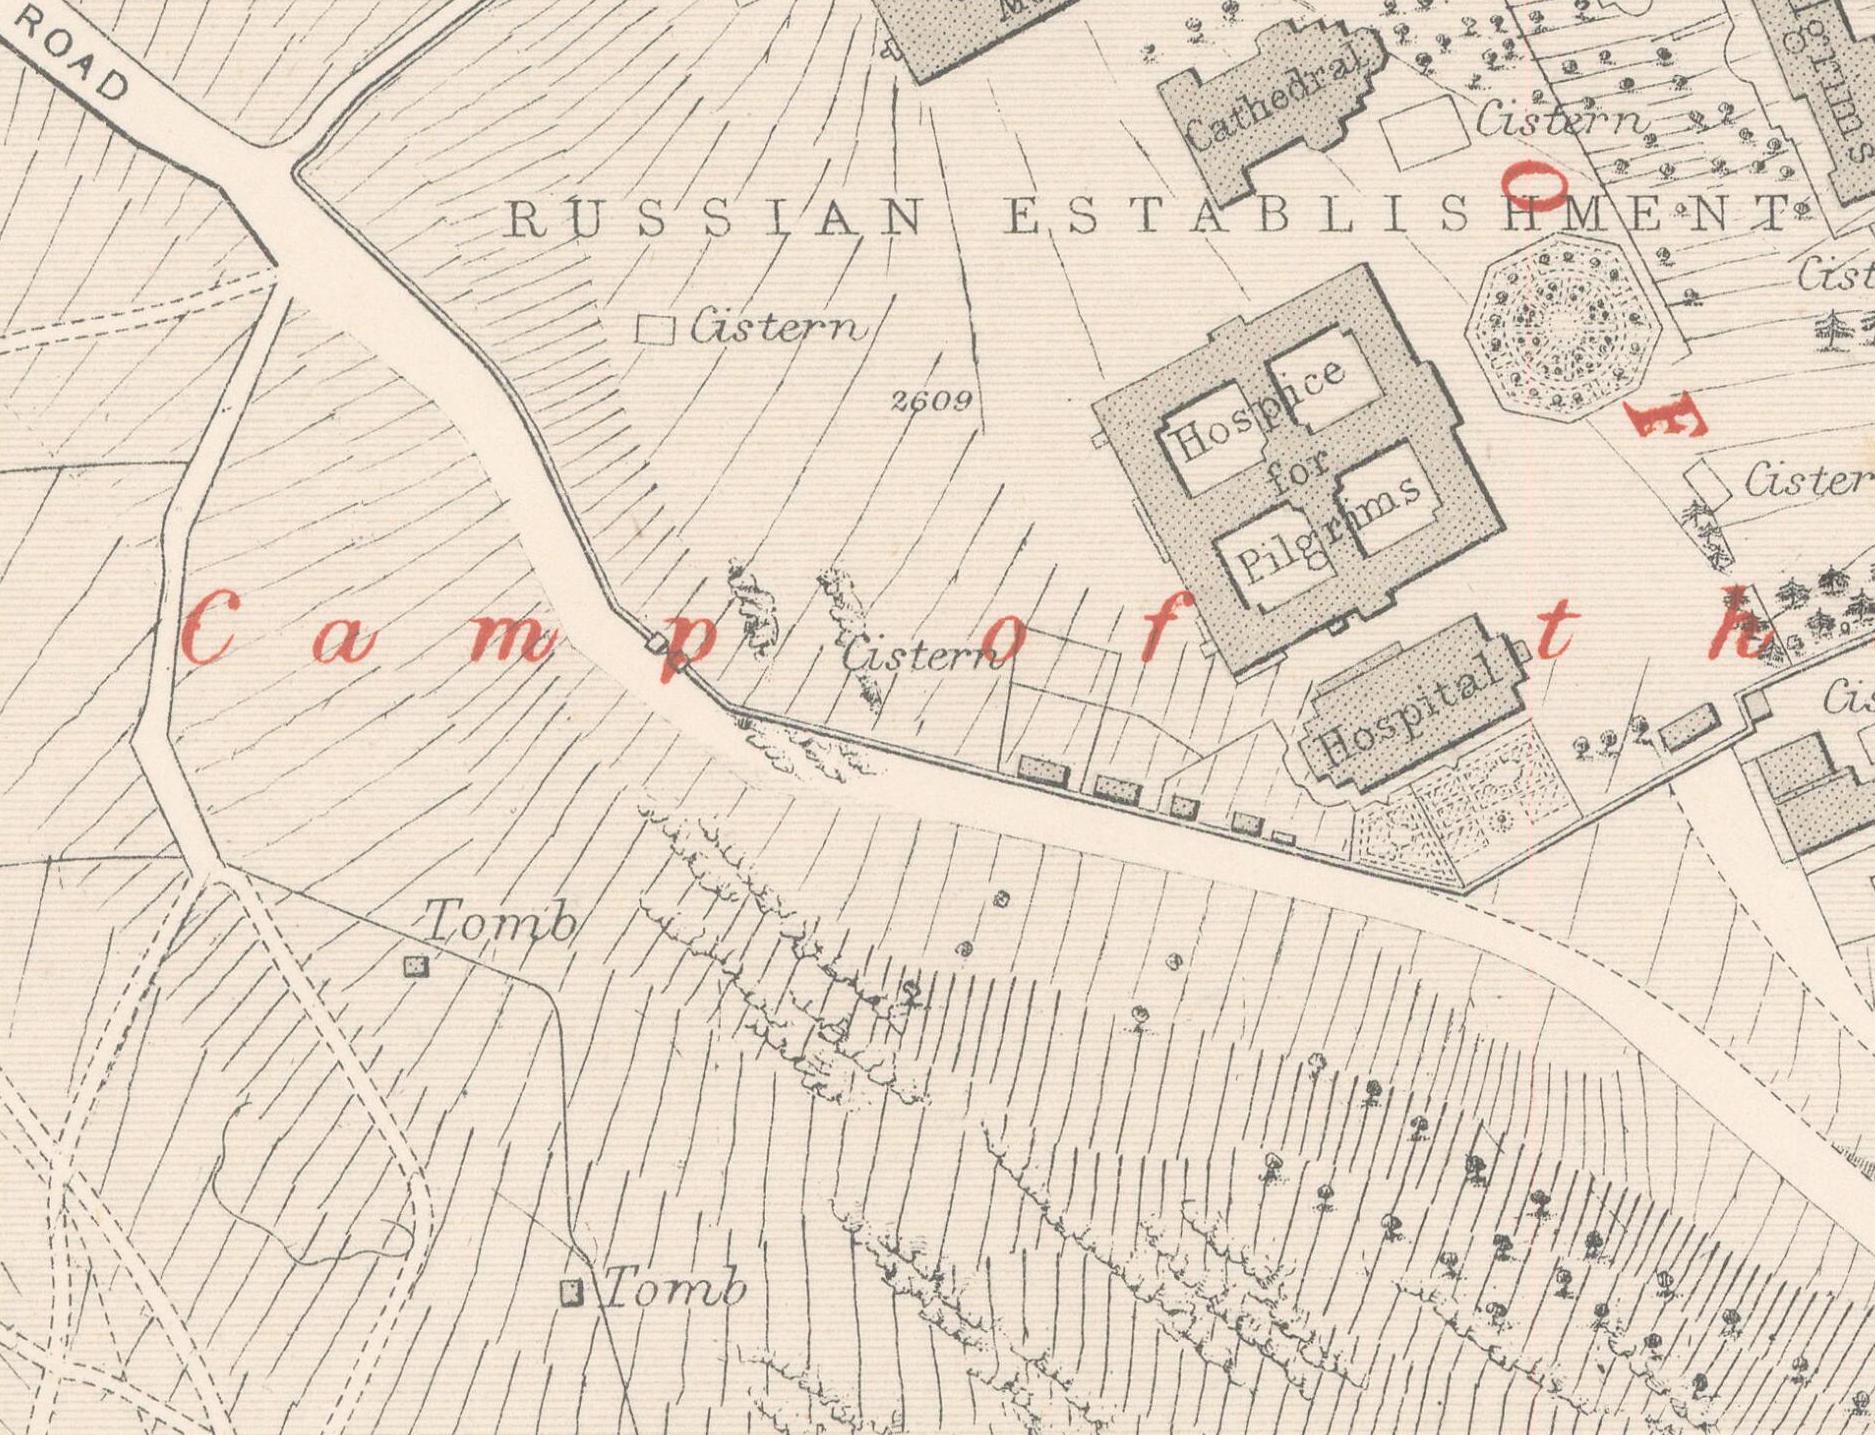 ROAD
Cathedral
Cistern
O
RUSSIAN ESTABLISHMENT
Cistern
2609
Hospice
for
Pilgrims
F
Camp of th
Cistern
Hospital
Tomb
Tomb